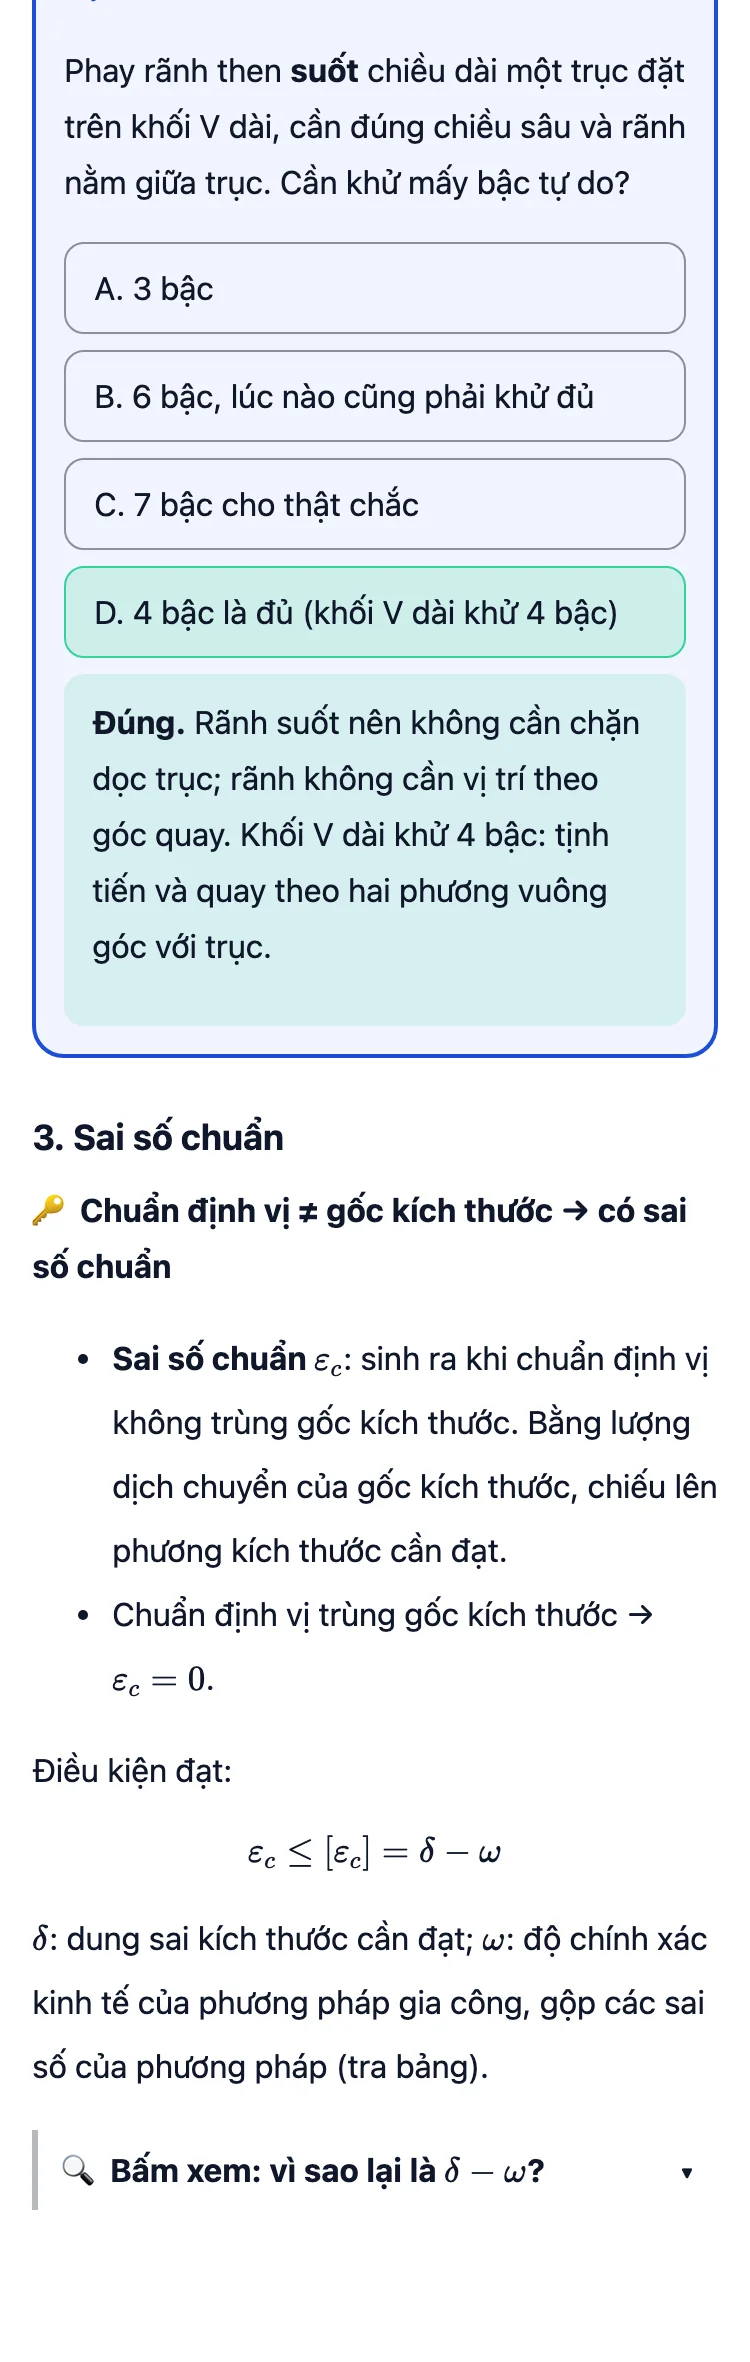 Phay rãnh then suốt chiều dài một trục đặt
trên khối V dài, cần đúng chiều sâu và rãnh
nằm giữa trục. Cần khử mấy bậc tự do?
A. 3 bậc
B. 6 bậc, lúc nào cũng phải khử đủ
C. 7 bậc cho thật chắc
D. 4 bậc là đủ (khối V dài khử 4 bậc)
Đúng. Rãnh suốt nên không cần chặn
dọc trục; rãnh không cần vị trí theo
góc quay. Khối V dài khử 4 bậc: tịnh
tiến và quay theo hai phương vuông
góc với trục.
3. Sai số chuẩn
🔑 Chuẩn định vị ≠ gốc kích thước → có sai
số chuẩn
• Sai số chuẩn ε_c: sinh ra khi chuẩn định vị
không trùng gốc kích thước. Bằng lượng
dịch chuyển của gốc kích thước, chiếu lên
phương kích thước cần đạt.
• Chuẩn định vị trùng gốc kích thước →
ε_c = 0.
Điều kiện đạt:
ε_c ≤ [ε_c] = δ − ω
δ: dung sai kích thước cần đạt; ω: độ chính xác
kinh tế của phương pháp gia công, gộp các sai
số của phương pháp (tra bảng).
🔍 Bấm xem: vì sao lại là δ − ω? ▼